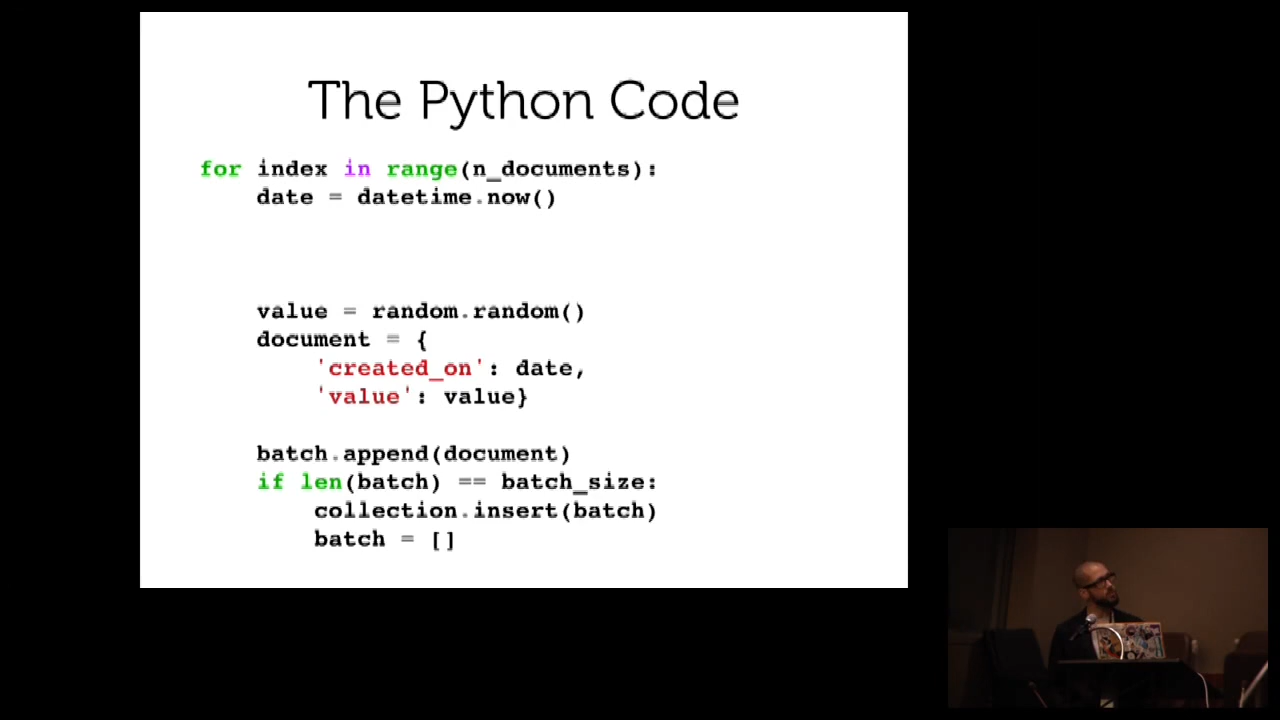 The Python Code
for index in range(n_documents):
    date = datetime.now()
    value = random.random()
    document = {
        'created_on': date,
        'value': value}
    batch.append(document)
    if len(batch) == batch_size:
        collection.insert(batch)
        batch = []